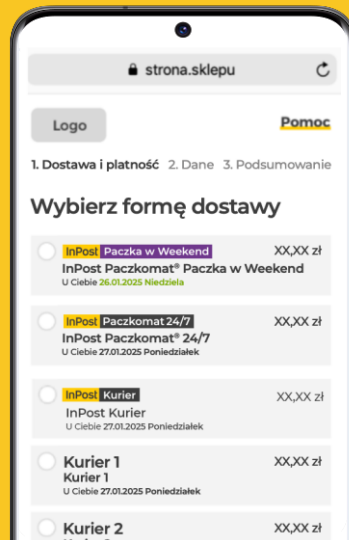 strona.sklepu
Logo
Pomoc
1. Dostawa i platność 2. Dane 3. Podsumowanie
Wybierz formę dostawy
InPost Paczka w Weekend XX,XX zł
InPost Paczkomat® Paczka w Weekend
U Ciebie 26.01.2025 Niedziela
InPost Paczkomat 24/7 XX,XX zł
InPost Paczkomat® 24/7
U Ciebie 27.01.2025 Poniedziałek
InPost Kurier XX,XX zł
InPost Kurier
U Ciebie 27.01.2025 Poniedziałek
Kurier 1 XX,XX zł
Kurier 1
U Ciebie 27.01.2025 Poniedziałek
Kurier 2 XX,XX zł